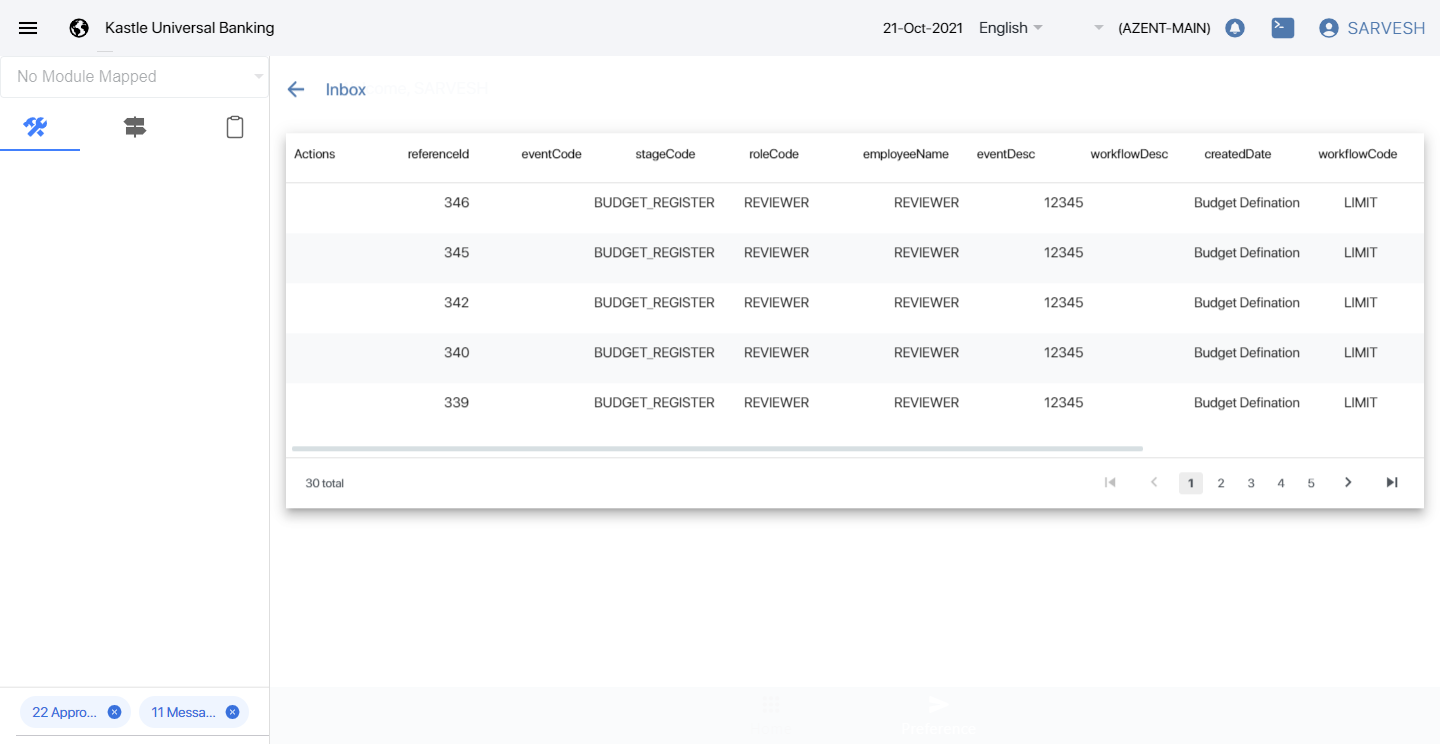 Kastle Universal Banking 21-Oct-2021 English (AZENT-MAIN) SARVESH
No Module Mapped
Inbox
Actions referenceId eventCode stageCode roleCode employeeName eventDesc workflowDesc createdDate workflowCode
346 BUDGET_REGISTER REVIEWER REVIEWER 12345 Budget Defination LIMIT
345 BUDGET_REGISTER REVIEWER REVIEWER 12345 Budget Defination LIMIT
342 BUDGET_REGISTER REVIEWER REVIEWER 12345 Budget Defination LIMIT
340 BUDGET_REGISTER REVIEWER REVIEWER 12345 Budget Defination LIMIT
339 BUDGET_REGISTER REVIEWER REVIEWER 12345 Budget Defination LIMIT
30 total 1 2 3 4 5
22 Appro... 11 Messa...